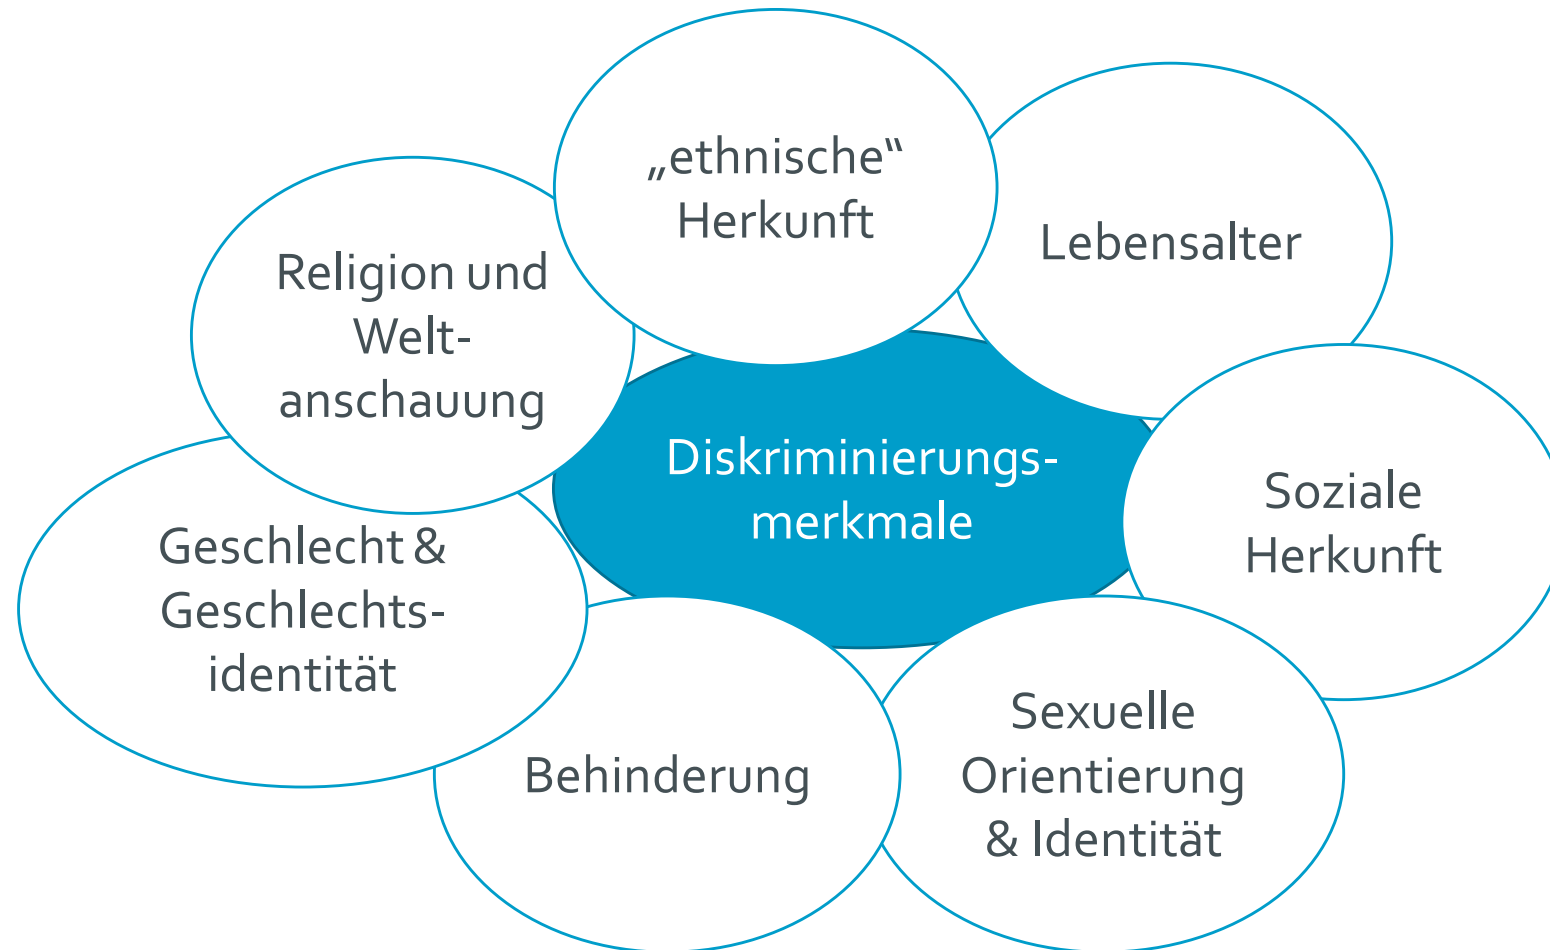 „ethnische“
Herkunft
Lebensalter
Religion und
Welt-
anschauung
Diskriminierungs-
merkmale
Soziale
Herkunft
Geschlecht &
Geschlechts-
identität
Behinderung
Sexuelle
Orientierung
& Identität